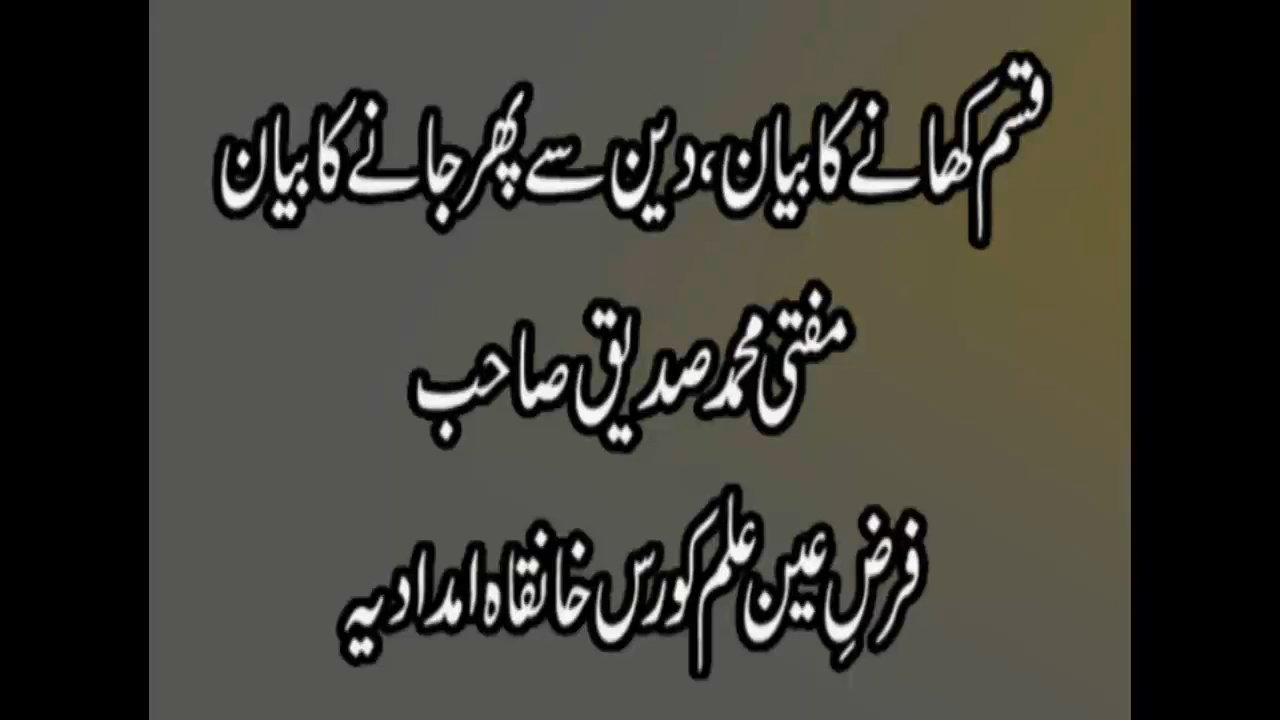 قسم کھانے کا بیان، دین سے پھر جانے کا بیان
مفتی محمد صدیق صاحب
فرضِ عین علم کورس خانقاہ امدادیہ